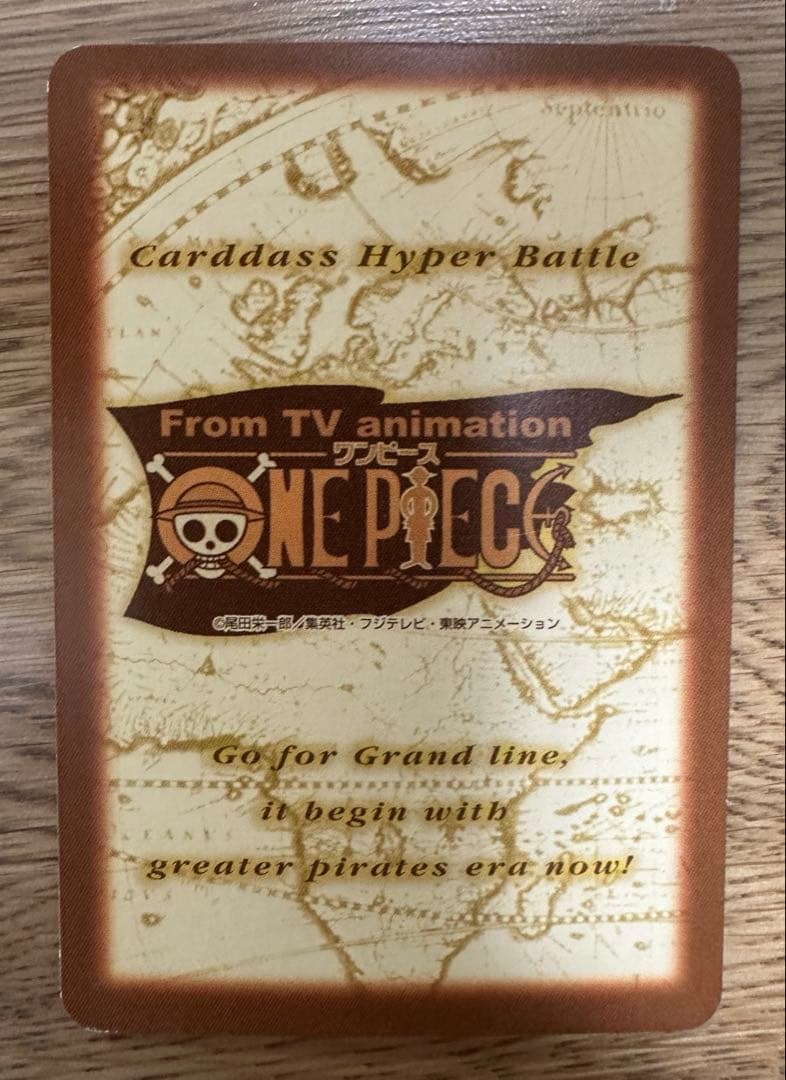 Septentrio
Carddass Hyper Battle
From TV animation
ワンピース
ONE PIECE
©尾田栄一郎/集英社・フジテレビ・東映アニメーション
Go for Grand line,
it begin with
greater pirates era now!